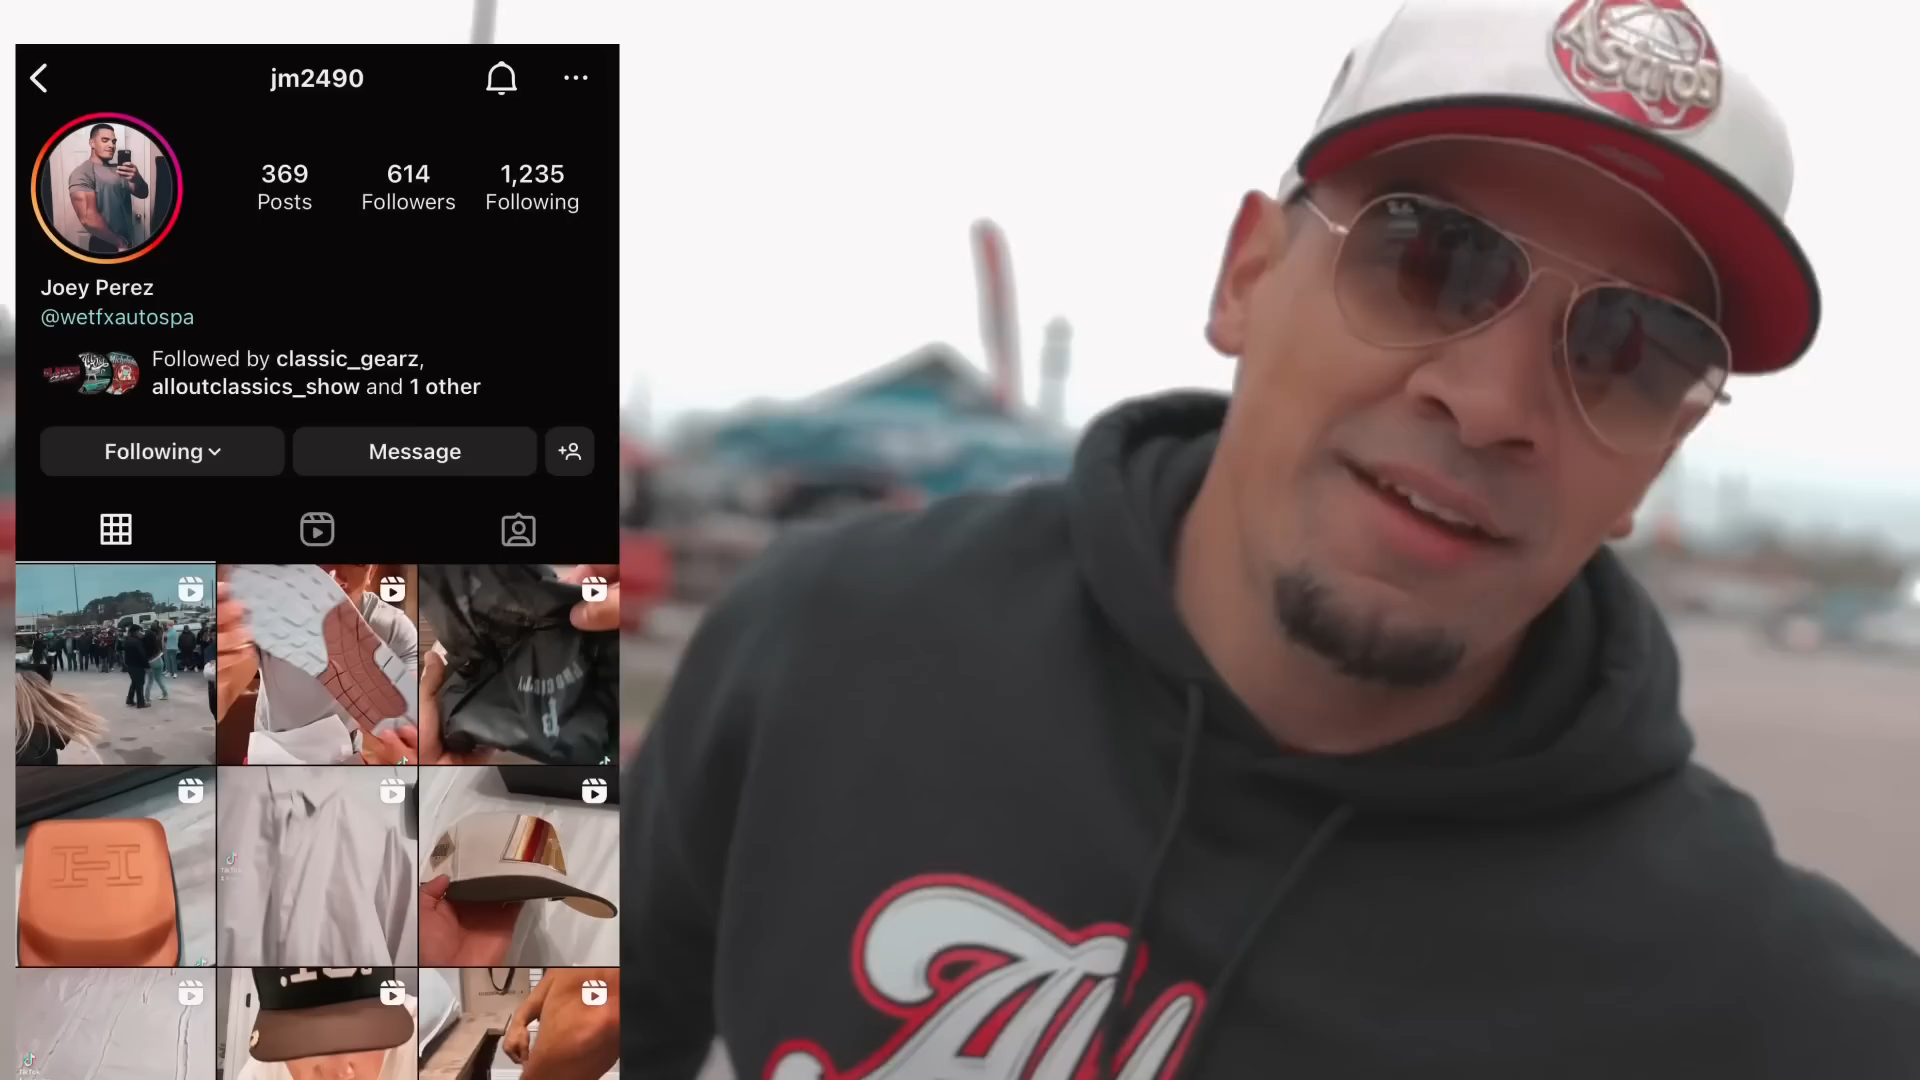 jm2490
369
Posts
614
Followers
1,235
Following
Joey Perez
@wetfxautospa
Followed by classic_gearz,
alloutclassics_show and 1 other
Following
Message
Astros
H
TikTok